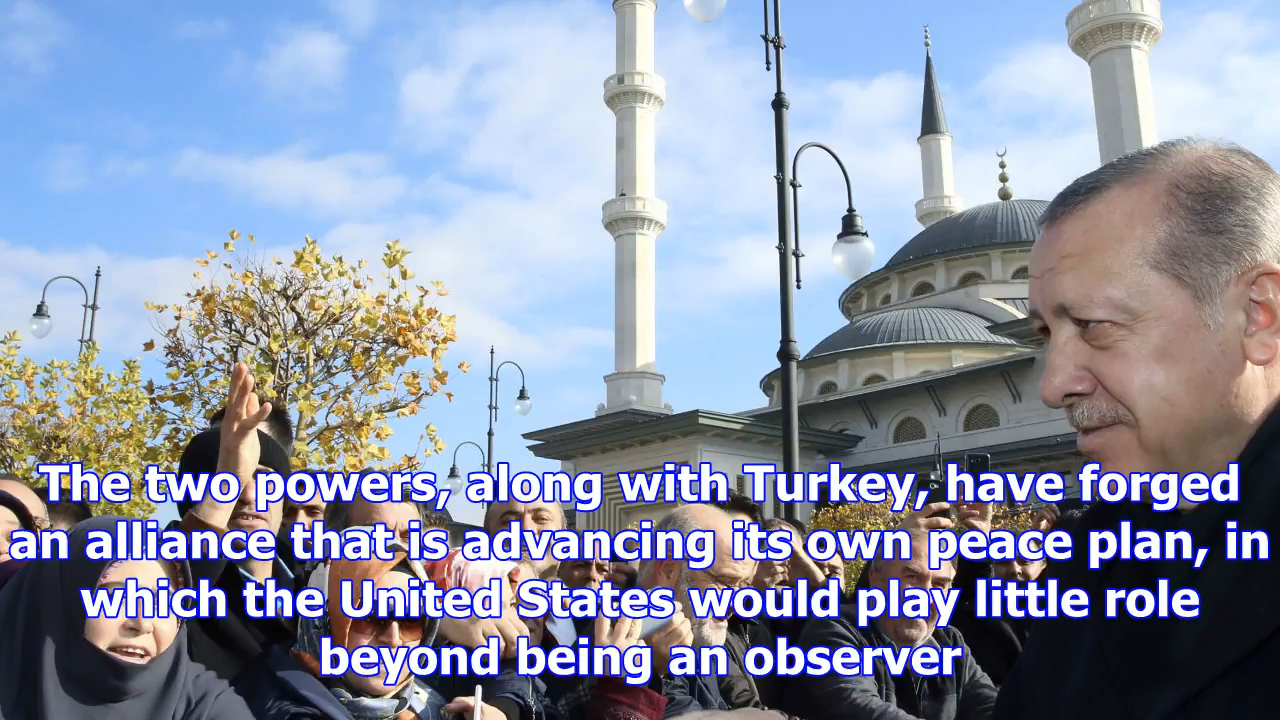 The two powers, along with Turkey, have forged
an alliance that is advancing its own peace plan, in
which the United States would play little role
beyond being an observer